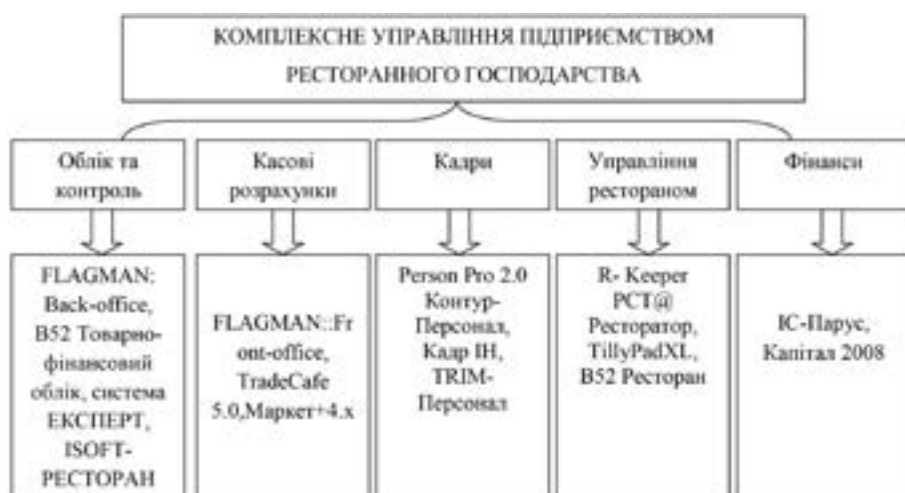 КОМПЛЕКСНЕ УПРАВЛІННЯ ПІДПРИЄМСТВОМ
РЕСТОРАННОГО ГОСПОДАРСТВА
Облік та
контроль
Касові
розрахунки
Кадри
Управління
рестораном
Фінанси
FLAGMAN:
Back-office,
B52 Товарно-
фінансовий
облік, система
ЕКСПЕРТ,
ISOFT-
РЕСТОРАН
FLAGMAN::Fr
ont-office,
TradeCafe
5.0,Маркет+4.x
Person Pro 2.0
Контур-
Персонал,
Кадр ІН,
TRIM-
Персонал
R- Keeper
РСТ@
Ресторатор,
TillyPadXL,
B52 Ресторан
ІС-Парус,
Капітал 2008